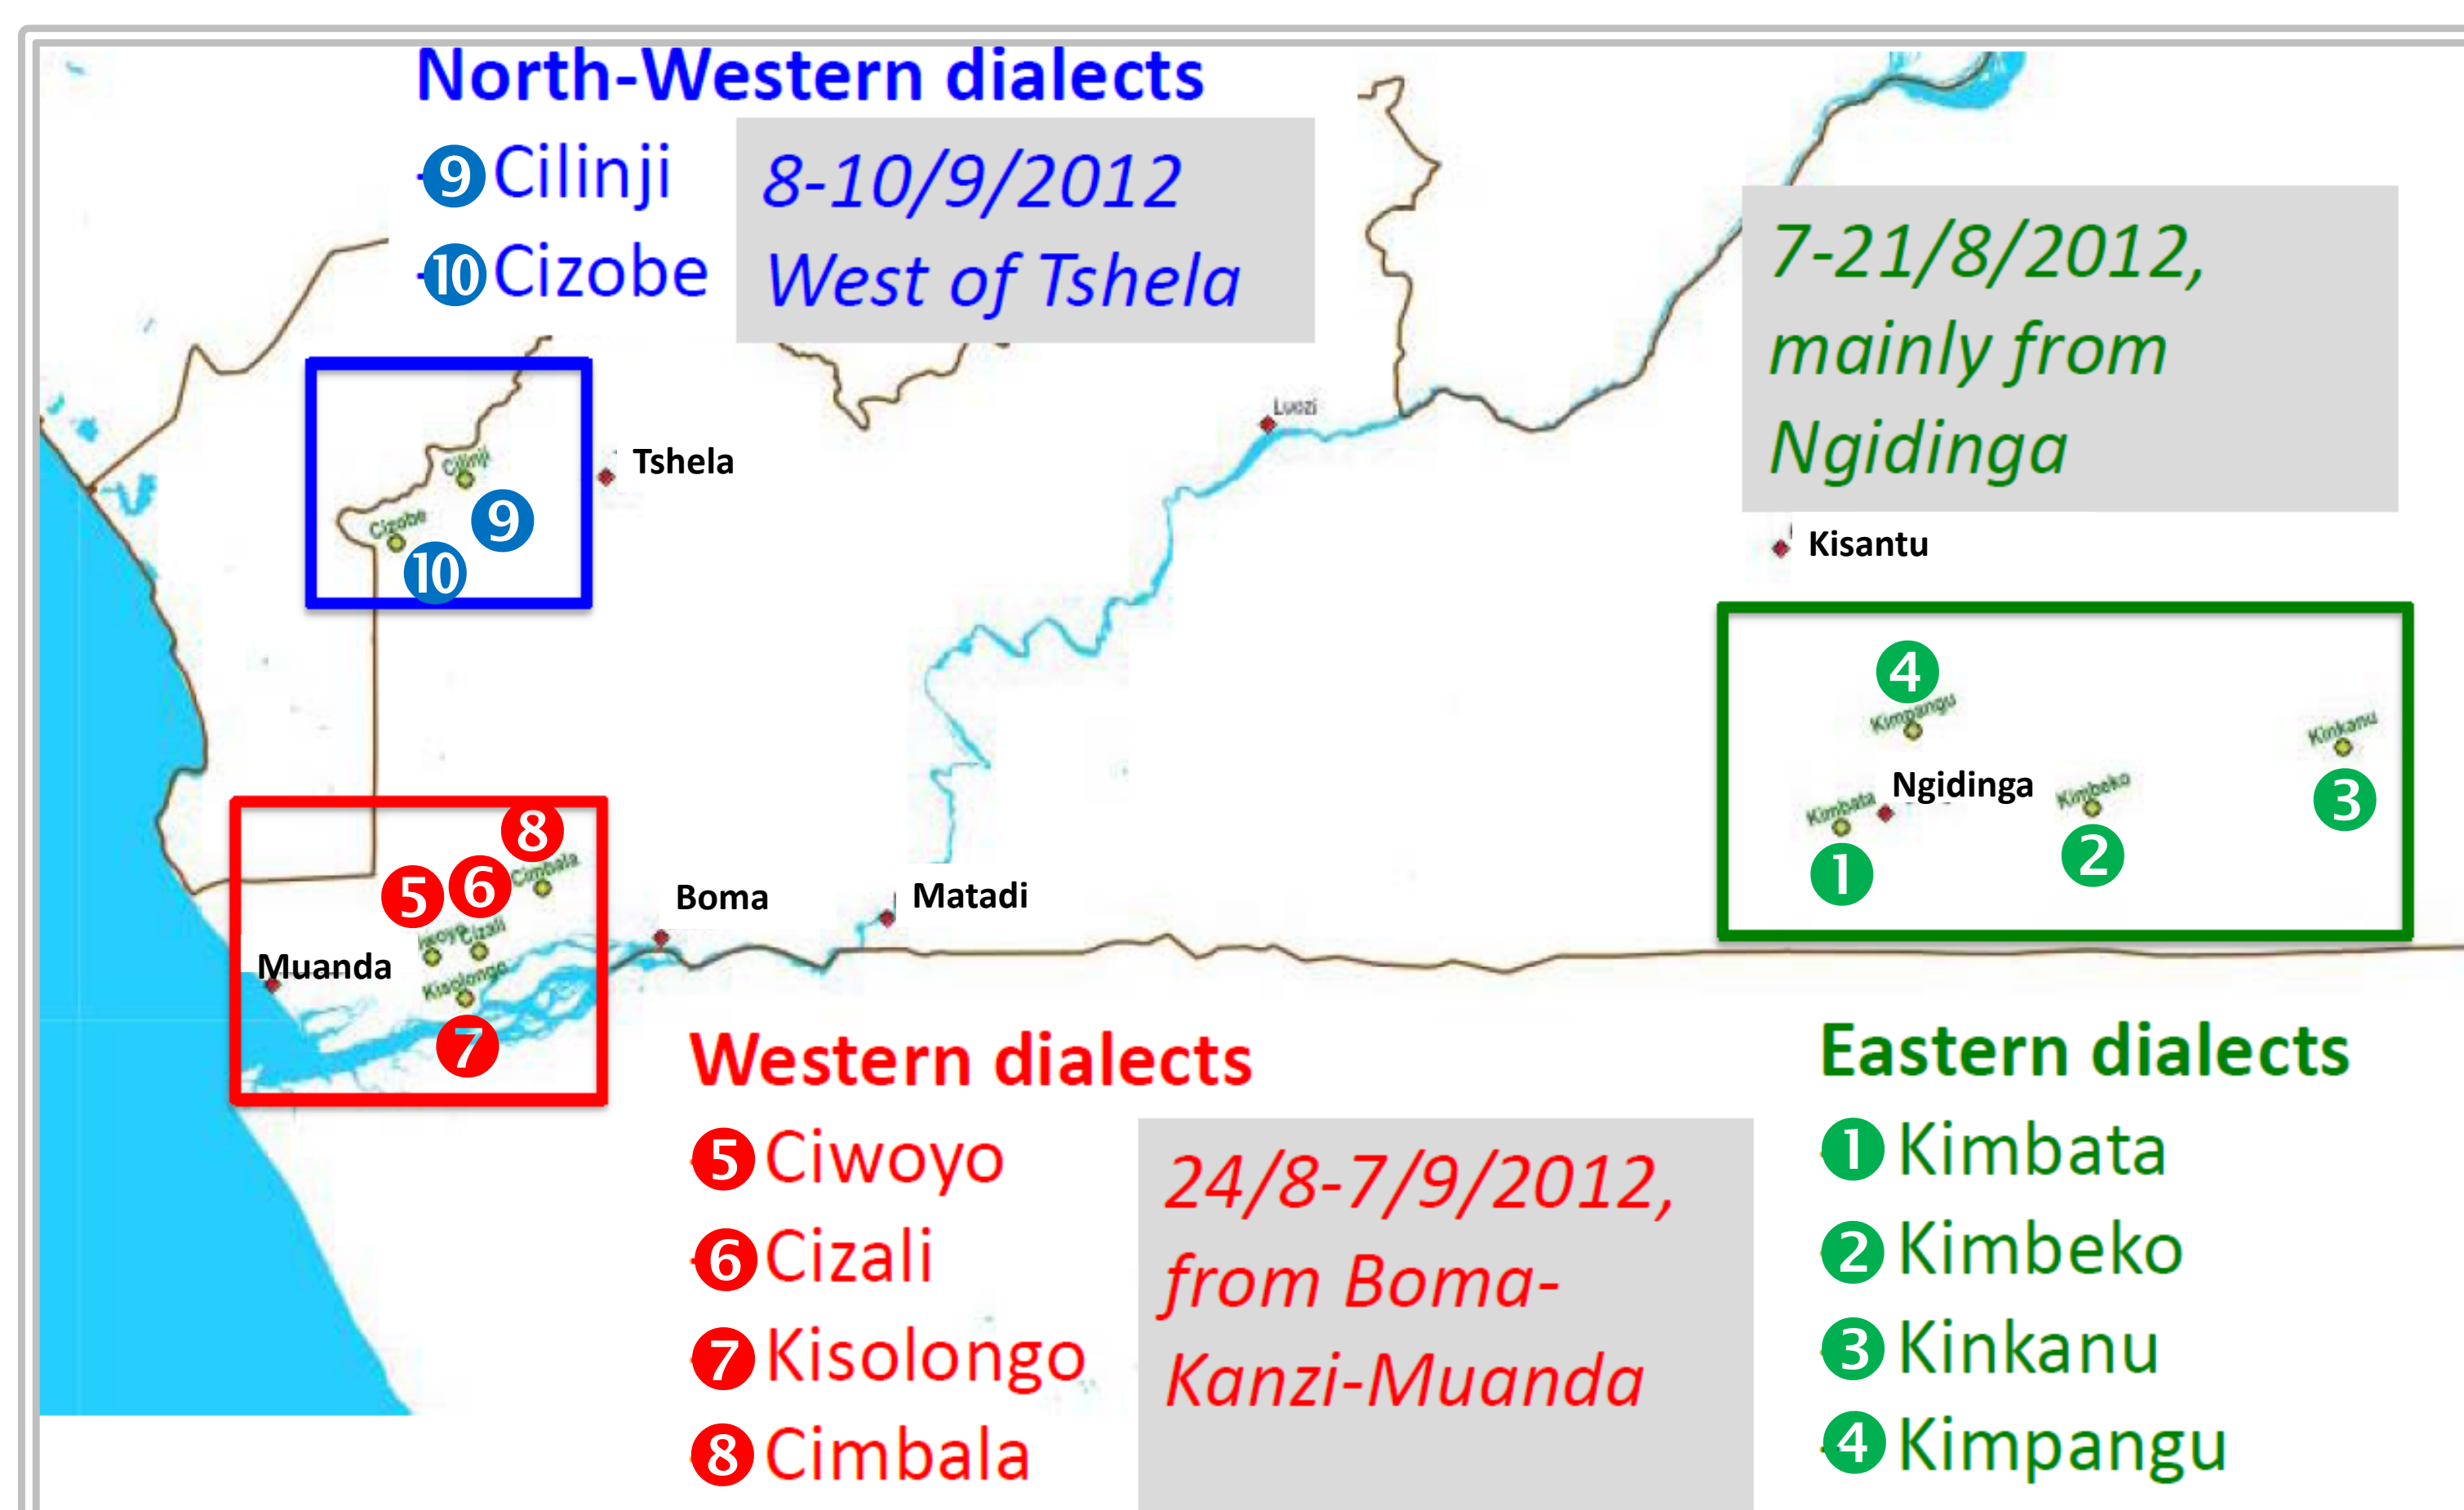 North-Western dialects
9 Cilinji
10 Cizobe
8-10/9/2012
West of Tshela
7-21/8/2012,
mainly from
Ngidinga
Luozi
Cilinji
Tshela
9
Cizobe
10
Kisantu
4
Kimpangu
Kinkanu
3
Ngidinga
Kimbata
1
Kimbeko
2
8
5
6
Cimbala
Boma
Matadi
Cizali
Muanda
Kisolongo
7
Western dialects
5 Ciwoyo
6 Cizali
7 Kisolongo
8 Cimbala
24/8-7/9/2012,
from Boma-
Kanzi-Muanda
Eastern dialects
1 Kimbata
2 Kimbeko
3 Kinkanu
4 Kimpangu